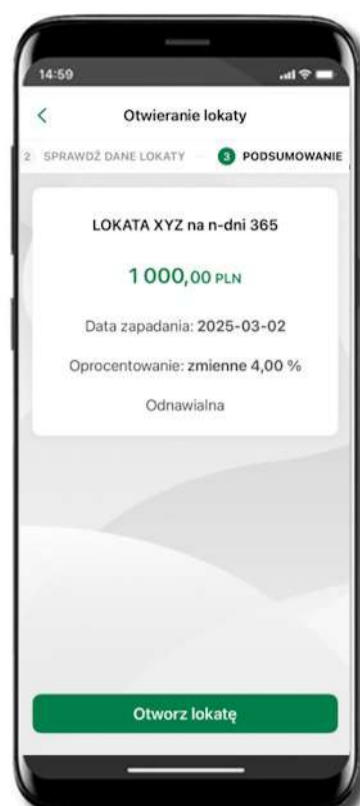 14:59
Otwieranie lokaty
2 SPRAWDŹ DANE LOKATY 3 PODSUMOWANIE
LOKATA XYZ na n-dni 365
1 000,00 PLN
Data zapadania: 2025-03-02
Oprocentowanie: zmienne 4,00 %
Odnawialna
Otworz lokatę